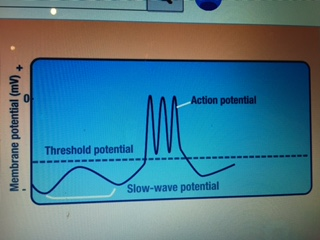 Membrane potential (mV)
+
0
-
Action potential
Threshold potential
Slow-wave potential